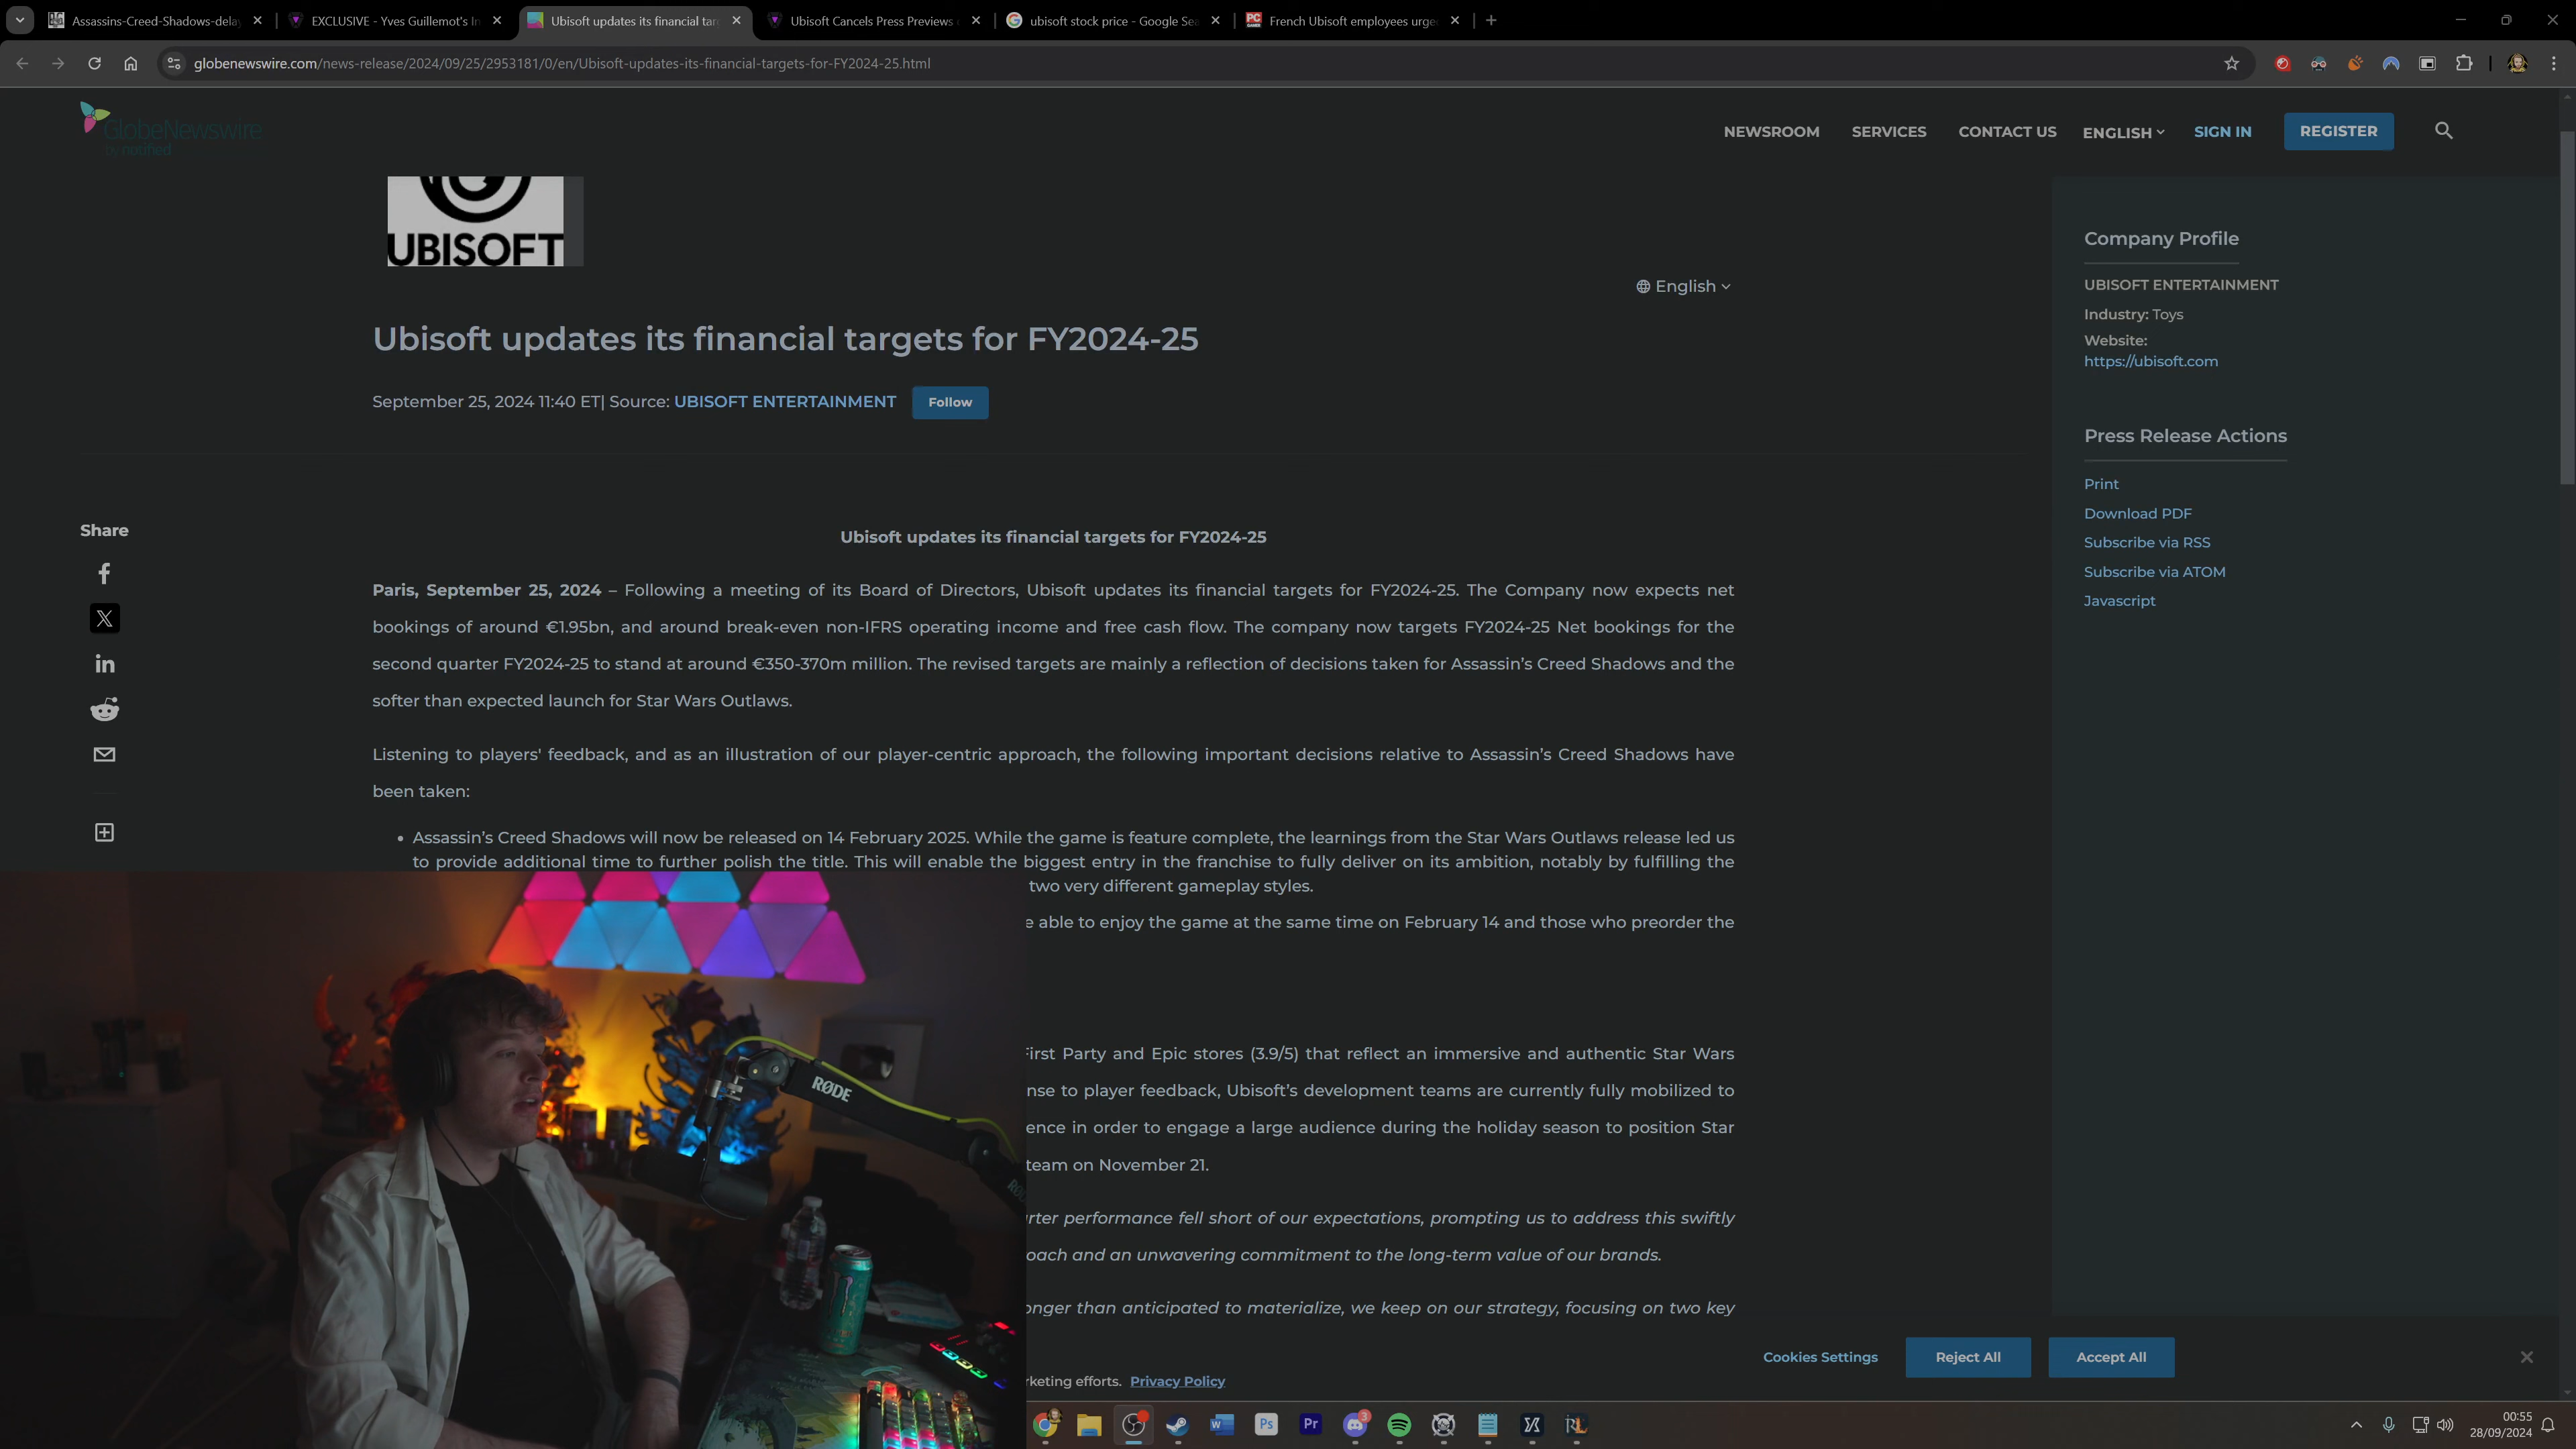 Assassins-Creed-Shadows-delay
EXCLUSIVE - Yves Guillemot's In
Ubisoft updates its financial tar
Ubisoft Cancels Press Previews
ubisoft stock price - Google Sea
French Ubisoft employees urge
globenewswire.com/news-release/2024/09/25/2953181/0/en/Ubisoft-updates-its-financial-targets-for-FY2024-25.html
GlobeNewswire
by notified
NEWSROOM
SERVICES
CONTACT US
ENGLISH
SIGN IN
REGISTER
UBISOFT
English
Ubisoft updates its financial targets for FY2024-25
September 25, 2024 11:40 ET| Source: UBISOFT ENTERTAINMENT
Follow
Company Profile
UBISOFT ENTERTAINMENT
Industry: Toys
Website:
https://ubisoft.com
Press Release Actions
Print
Download PDF
Subscribe via RSS
Subscribe via ATOM
Javascript
Share
Ubisoft updates its financial targets for FY2024-25
Paris, September 25, 2024 – Following a meeting of its Board of Directors, Ubisoft updates its financial targets for FY2024-25. The Company now expects net
bookings of around €1.95bn, and around break-even non-IFRS operating income and free cash flow. The company now targets FY2024-25 Net bookings for the
second quarter FY2024-25 to stand at around €350-370m million. The revised targets are mainly a reflection of decisions taken for Assassin's Creed Shadows and the
softer than expected launch for Star Wars Outlaws.
Listening to players' feedback, and as an illustration of our player-centric approach, the following important decisions relative to Assassin's Creed Shadows have
been taken:
• Assassin's Creed Shadows will now be released on 14 February 2025. While the game is feature complete, the learnings from the Star Wars Outlaws release led us
to provide additional time to further polish the title. This will enable the biggest entry in the franchise to fully deliver on its ambition, notably by fulfilling the
two very different gameplay styles.
e able to enjoy the game at the same time on February 14 and those who preorder the
First Party and Epic stores (3.9/5) that reflect an immersive and authentic Star Wars
nse to player feedback, Ubisoft's development teams are currently fully mobilized to
ence in order to engage a large audience during the holiday season to position Star
team on November 21.
rter performance fell short of our expectations, prompting us to address this swiftly
oach and an unwavering commitment to the long-term value of our brands.
onger than anticipated to materialize, we keep on our strategy, focusing on two key
Cookies Settings
Reject All
Accept All
keting efforts. Privacy Policy
RØDE
3
Ps
Pr
00:55
28/09/2024